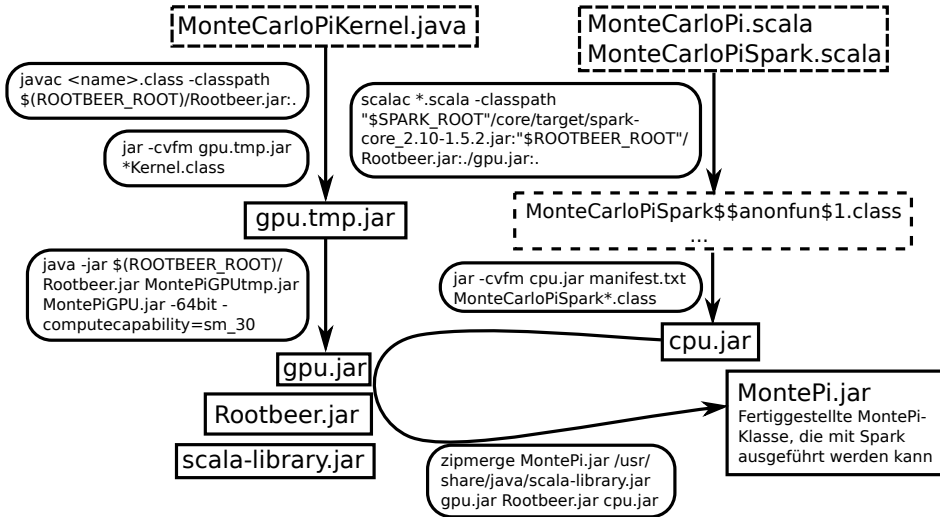 MonteCarloPiKernel.java
javac <name>.class -classpath
$(ROOTBEER_ROOT)/Rootbeer.jar:.
jar -cvfm gpu.tmp.jar
*Kernel.class
gpu.tmp.jar
java -jar $(ROOTBEER_ROOT)/
Rootbeer.jar MontePiGPUtmp.jar
MontePiGPU.jar -64bit -
computecapability=sm_30
gpu.jar
Rootbeer.jar
scala-library.jar
MonteCarloPi.scala
MonteCarloPiSpark.scala
scalac *.scala -classpath
"$SPARK_ROOT"/core/target/spark-
core_2.10-1.5.2.jar:"$ROOTBEER_ROOT"/
Rootbeer.jar:./gpu.jar:.
MonteCarloPiSpark$$anonfun$1.class
...
jar -cvfm cpu.jar manifest.txt
MonteCarloPiSpark*.class
cpu.jar
zipmerge MontePi.jar /usr/
share/java/scala-library.jar
gpu.jar Rootbeer.jar cpu.jar
MontePi.jar
Fertiggestellte MontePi-
Klasse, die mit Spark
ausgeführt werden kann